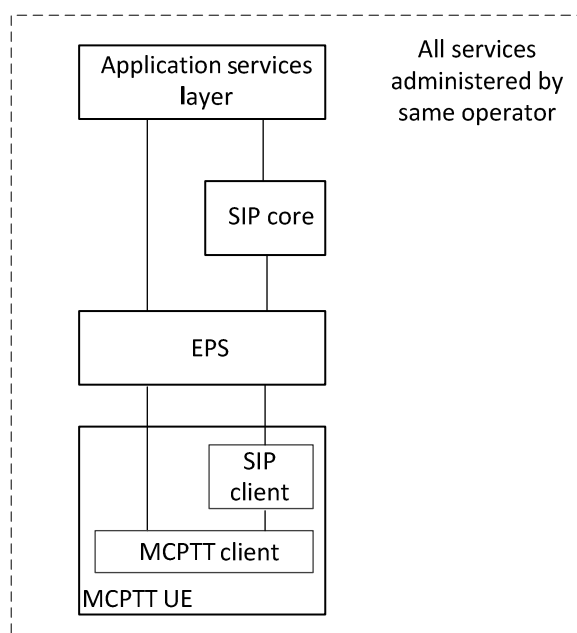 Application services
layer
All services
administered by
same operator
SIP core
EPS
SIP
client
MCPTT client
MCPTT UE